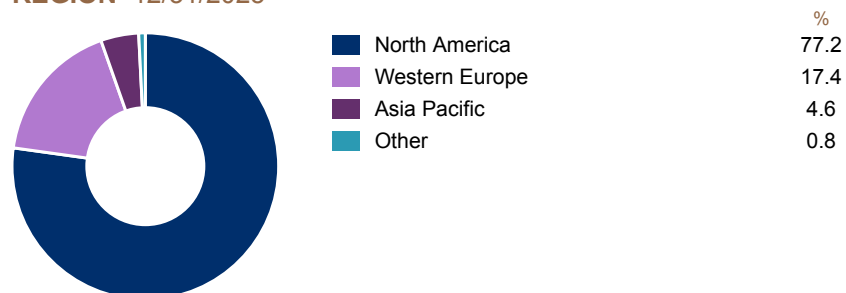 %
North America 77.2
Western Europe 17.4
Asia Pacific 4.6
Other 0.8